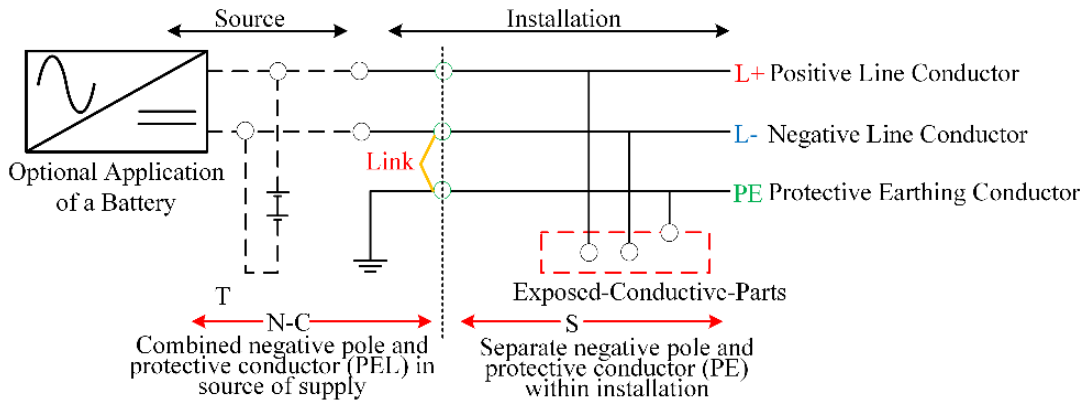 Source
Installation
L+ Positive Line Conductor
L- Negative Line Conductor
Link
Optional Application
of a Battery
PE Protective Earthing Conductor
Exposed-Conductive-Parts
T
N-C
S
Combined negative pole and
protective conductor (PEL) in
source of supply
Separate negative pole and
protective conductor (PE)
within installation